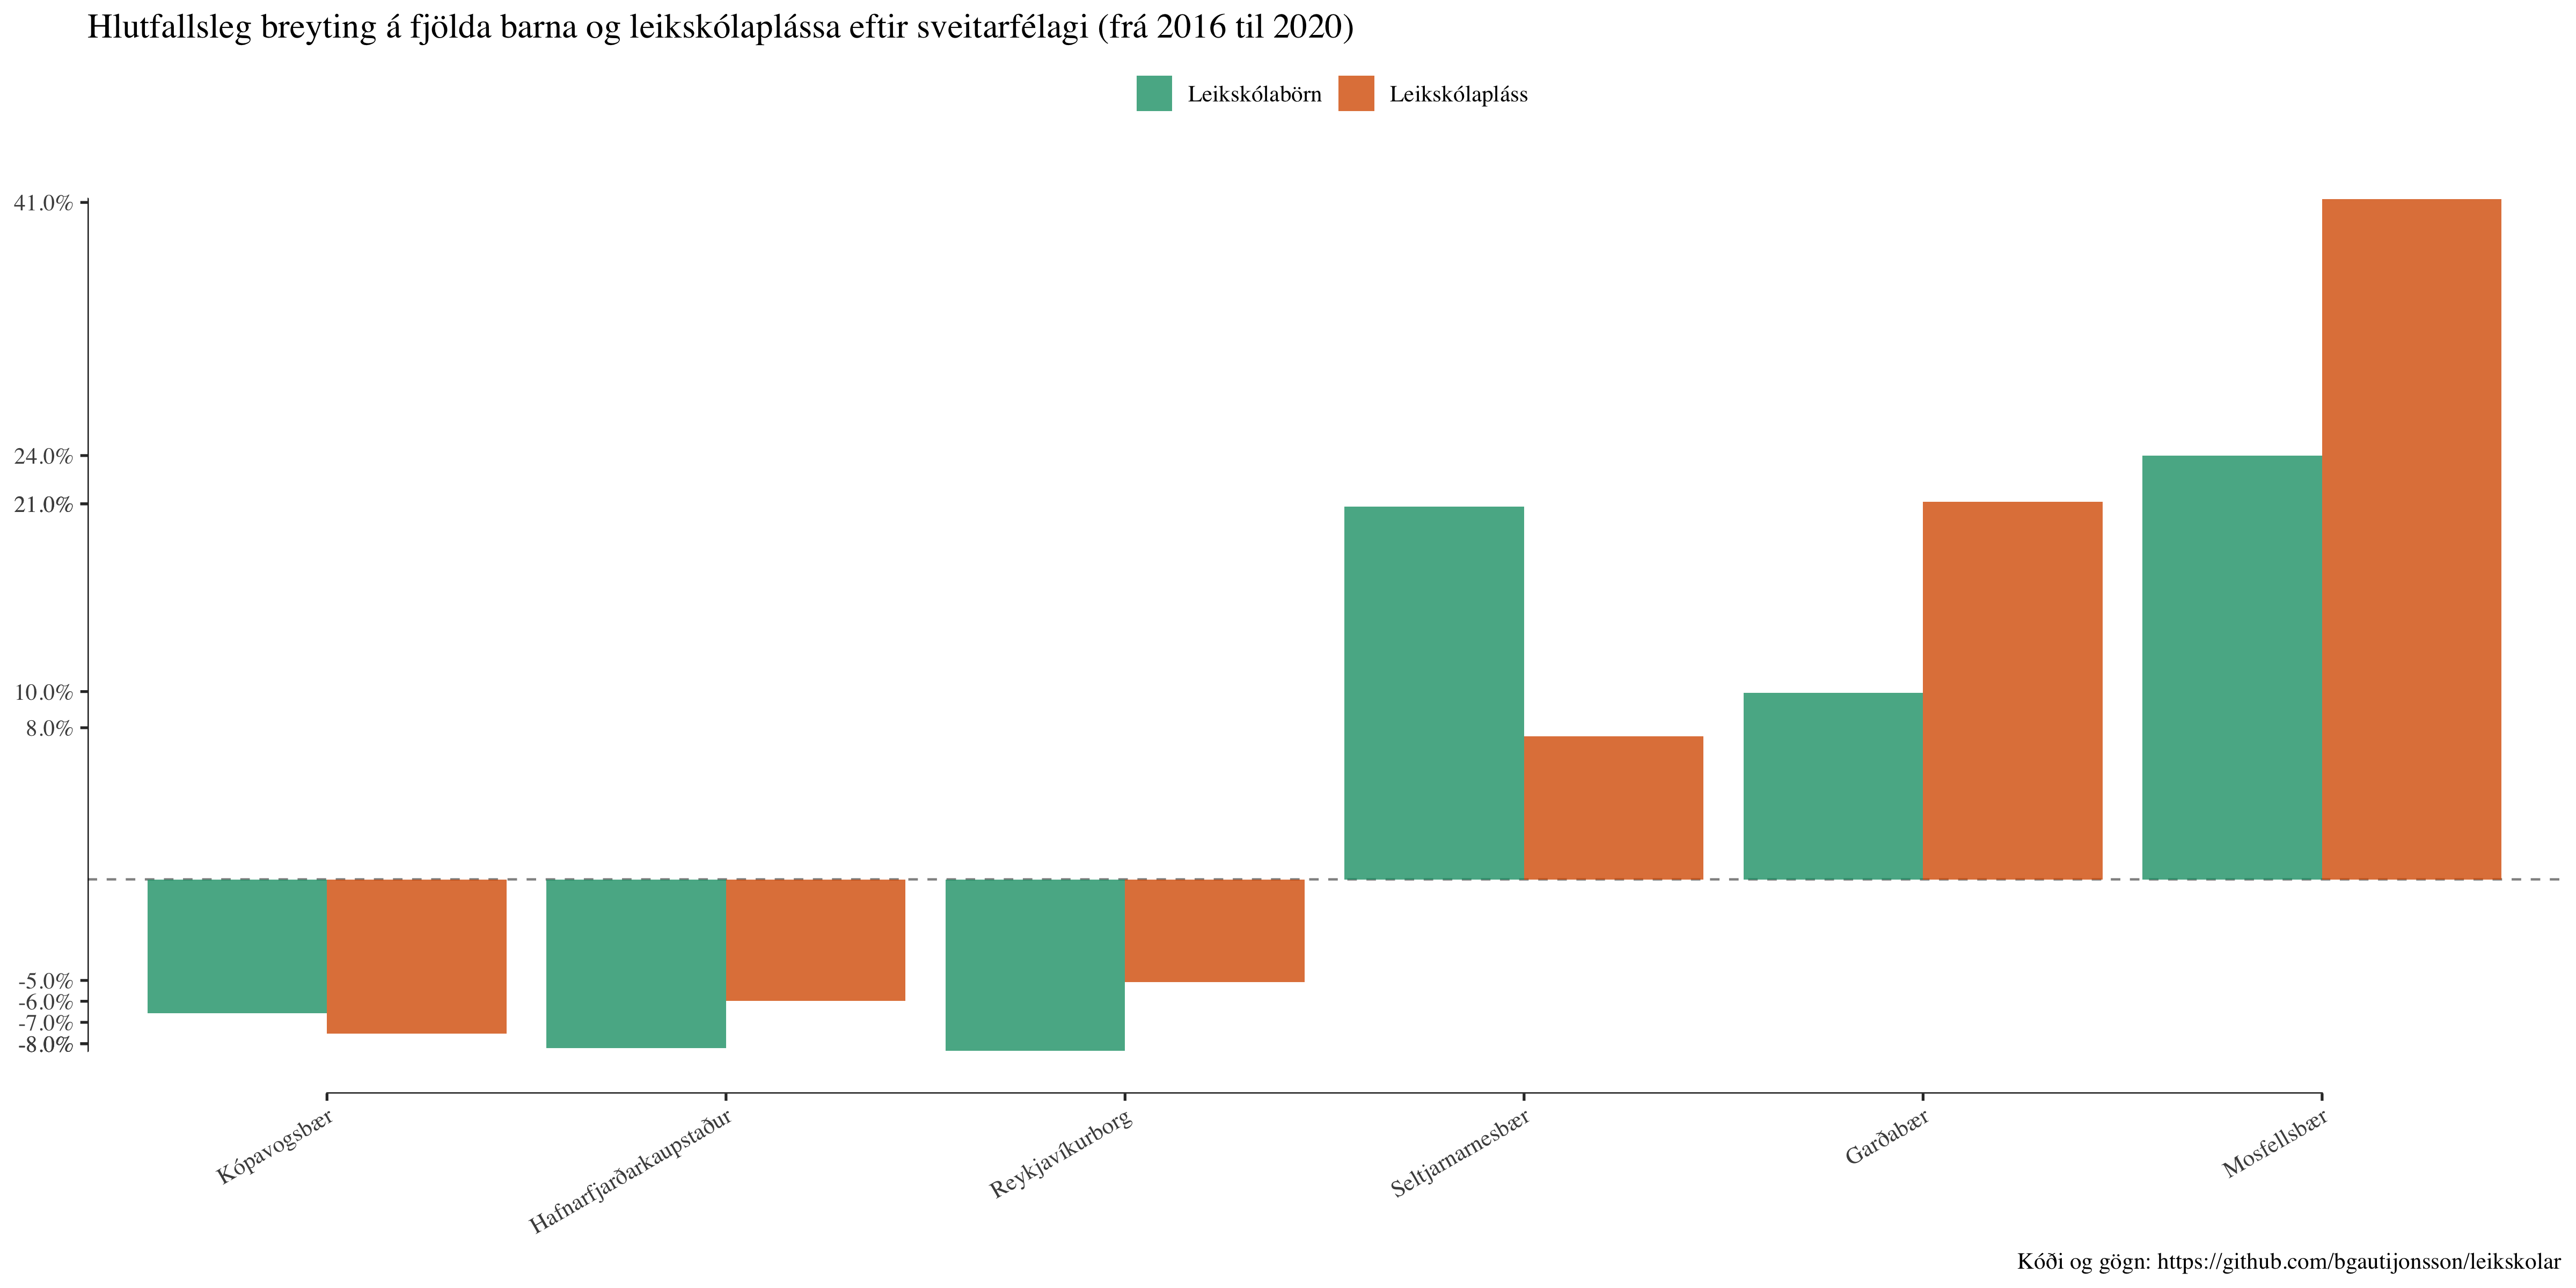 Hlutfallsleg breyting á fjölda barna og leikskólaplássa eftir sveitarfélagi (frá 2016 til 2020)
Leikskólabörn Leikskólapláss
41.0%
24.0%
21.0%
10.0%
8.0%
-5.0%
-6.0%
-7.0%
-8.0%
Kópavogsbær
Hafnarfjarðarkaupstaður
Reykjavíkurborg
Seltjarnarnesbær
Garðabær
Mosfellsbær
Kóði og gögn: https://github.com/bgautijonsson/leikskolar